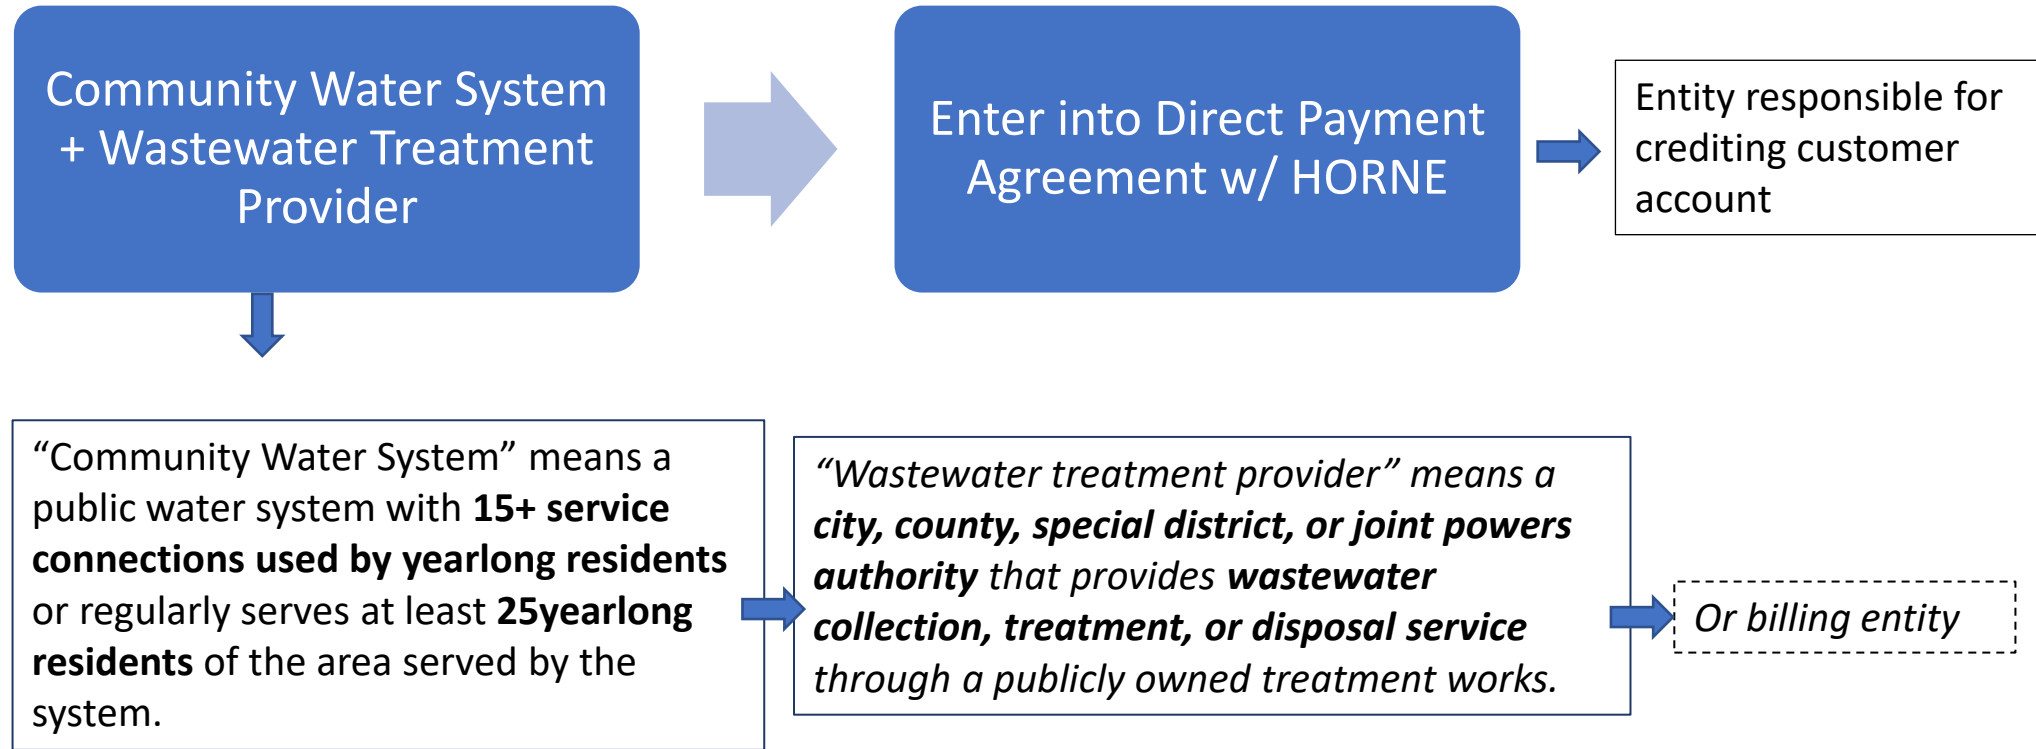 Community Water System
+ Wastewater Treatment
Provider
Enter into Direct Payment
Agreement w/ HORNE
Entity responsible for
crediting customer
account
“Community Water System” means a
public water system with 15+ service
connections used by yearlong residents
or regularly serves at least 25yearlong
residents of the area served by the
system.
“Wastewater treatment provider” means a
city, county, special district, or joint powers
authority that provides wastewater
collection, treatment, or disposal service
through a publicly owned treatment works.
Or billing entity